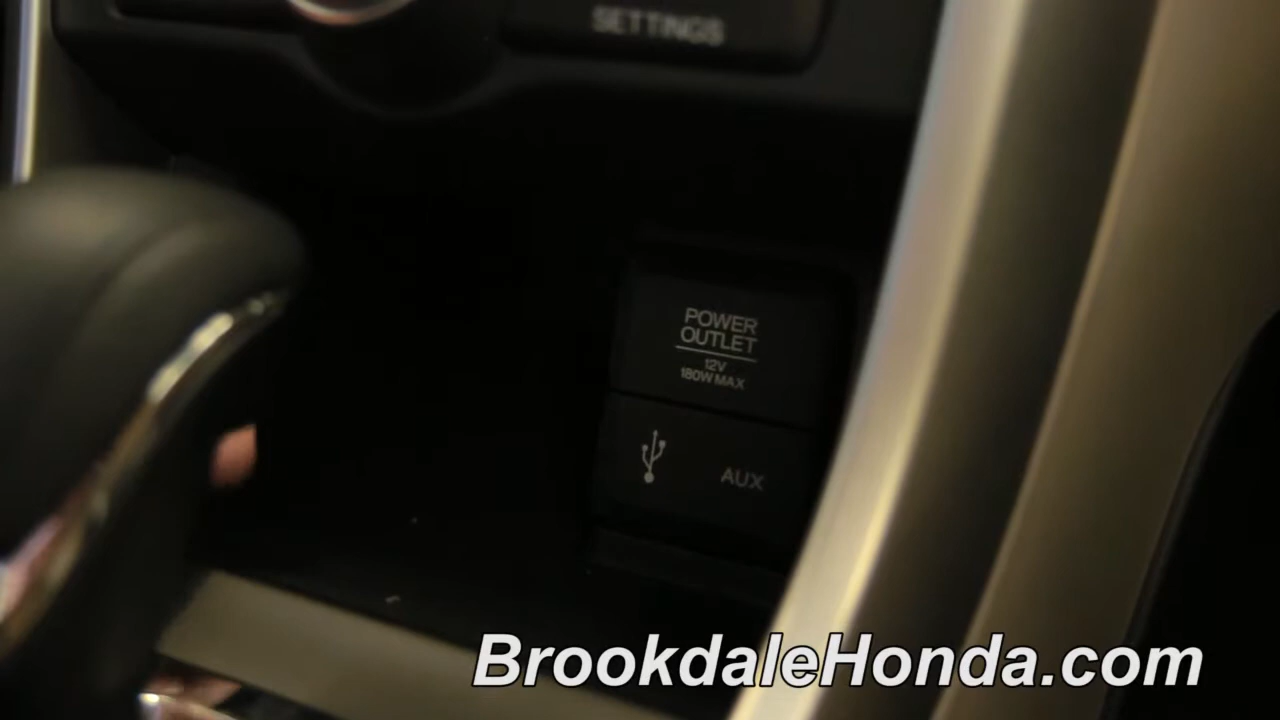 SETTINGS
POWER
OUTLET
12V
180W MAX
AUX
BrookdaleHonda.com